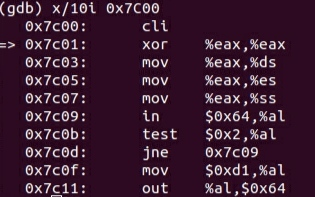 (gdb) x/10i 0x7C00
   0x7c00:      cli
=> 0x7c01:      xor    %eax,%eax
   0x7c03:      mov    %eax,%ds
   0x7c05:      mov    %eax,%es
   0x7c07:      mov    %eax,%ss
   0x7c09:      in     $0x64,%al
   0x7c0b:      test   $0x2,%al
   0x7c0d:      jne    0x7c09
   0x7c0f:      mov    $0xd1,%al
   0x7c11:      out    %al,$0x64